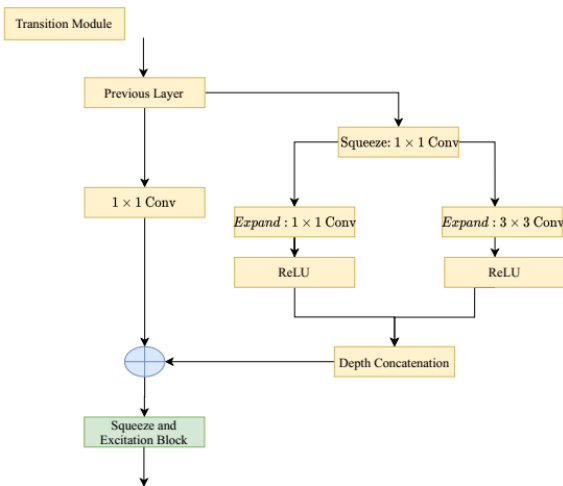 Transition Module
Previous Layer
Squeeze: 1 × 1 Conv
1 × 1 Conv
Expand : 1 × 1 Conv
Expand : 3 × 3 Conv
ReLU
ReLU
Depth Concatenation
Squeeze and
Excitation Block